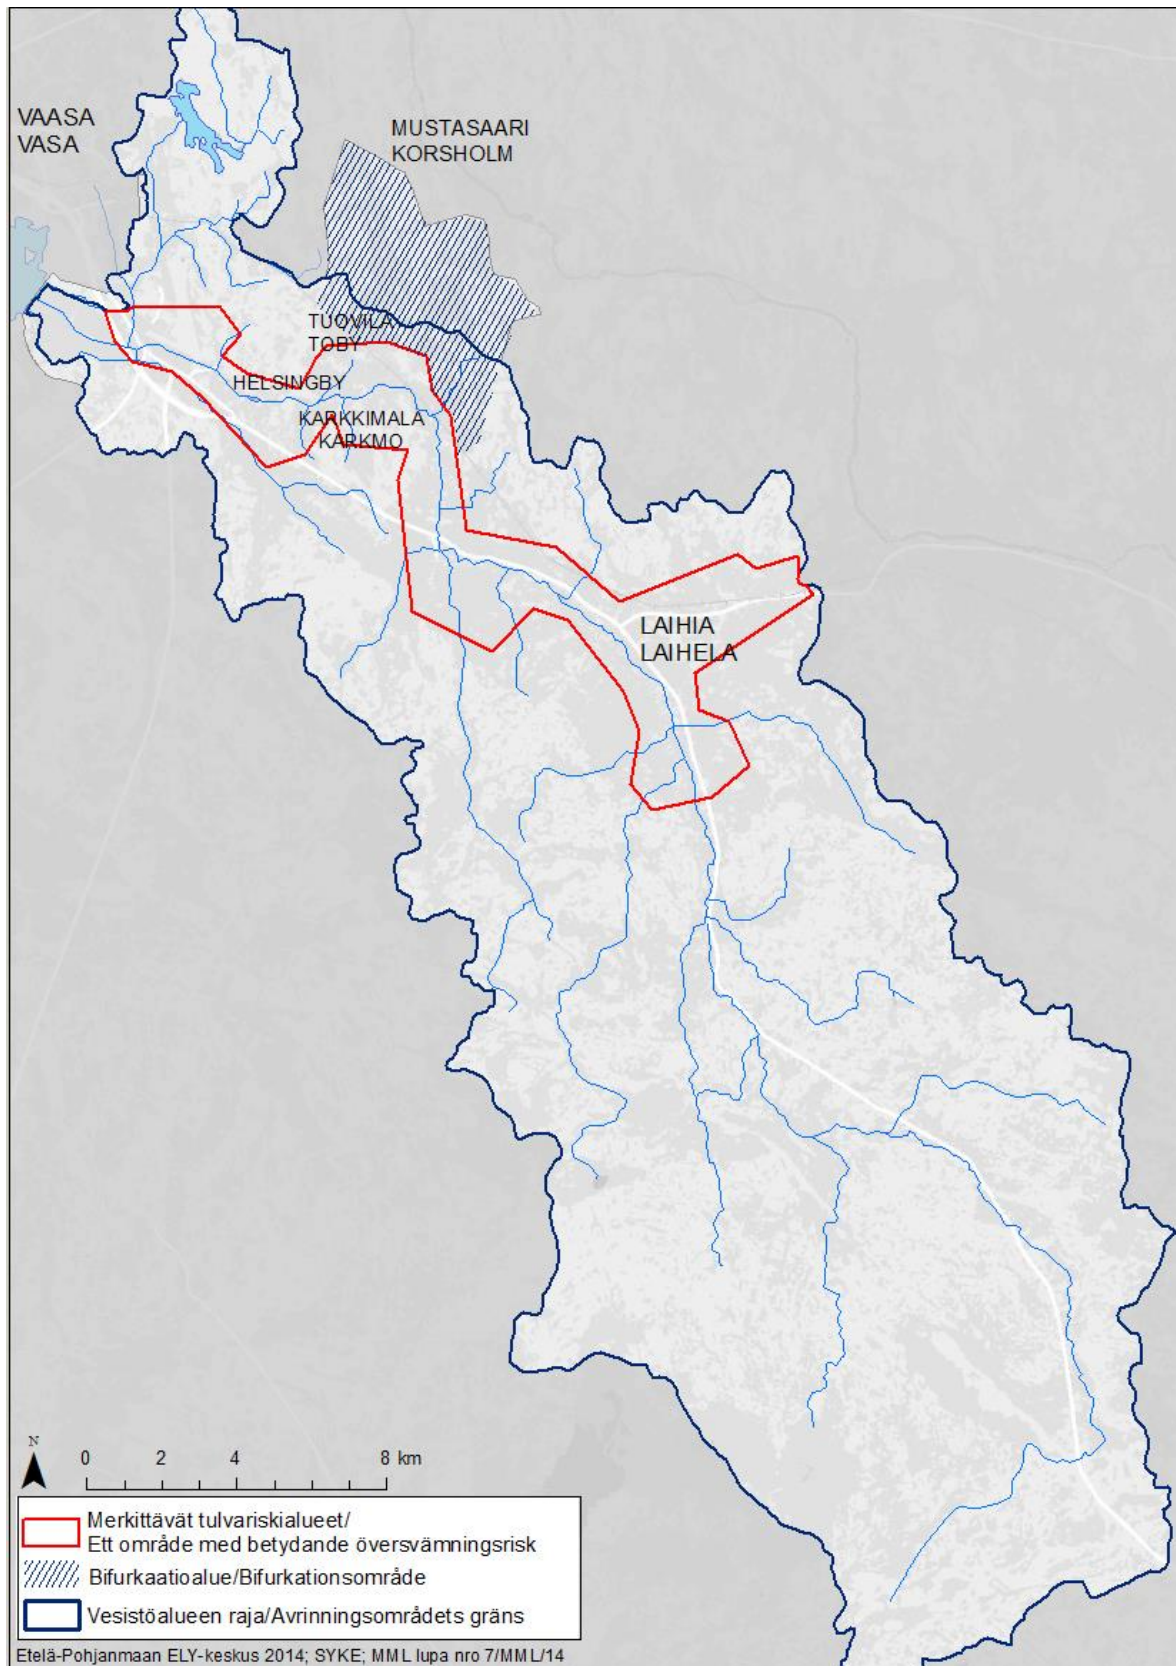 VAASA
VASA
MUSTASAARI
KORSHOLM
TUOVILA
TOBY
HELSINGBY
KARKKIMALA
KARKMO
LAIHIA
LAIHELA
N
0 2 4 8 km
Merkittävät tulvariskialueet/
Ett område med betydande översvämningsrisk
Bifurkaatioalue/Bifurkationsområde
Vesistöalueen raja/Avrinningsområdets gräns
Etelä-Pohjanmaan ELY-keskus 2014; SYKE; MML lupa nro 7/MML/14